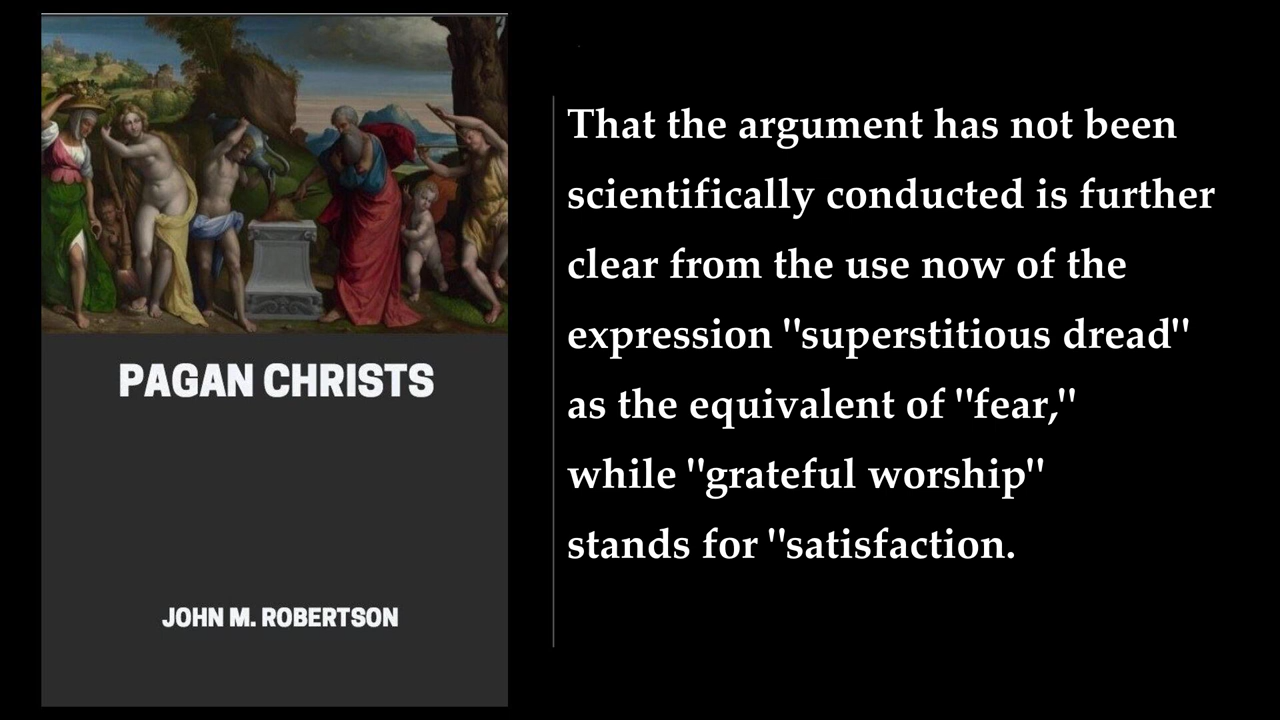 PAGAN CHRISTS
JOHN M. ROBERTSON
That the argument has not been
scientifically conducted is further
clear from the use now of the
expression "superstitious dread"
as the equivalent of "fear,"
while "grateful worship"
stands for "satisfaction.